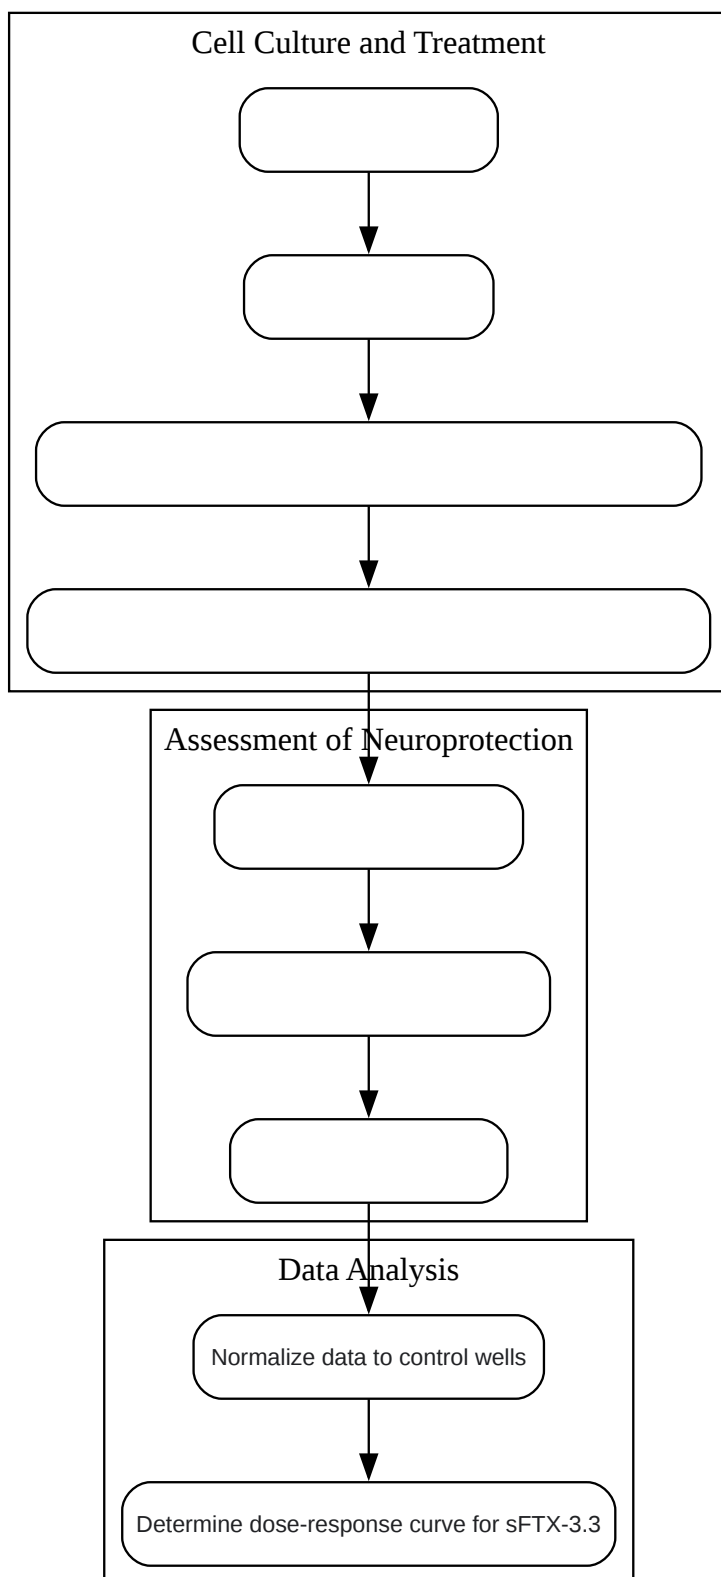 Cell Culture and Treatment
Assessment of Neuroprotection
Data Analysis
Normalize data to control wells
Determine dose-response curve for sFTX-3.3